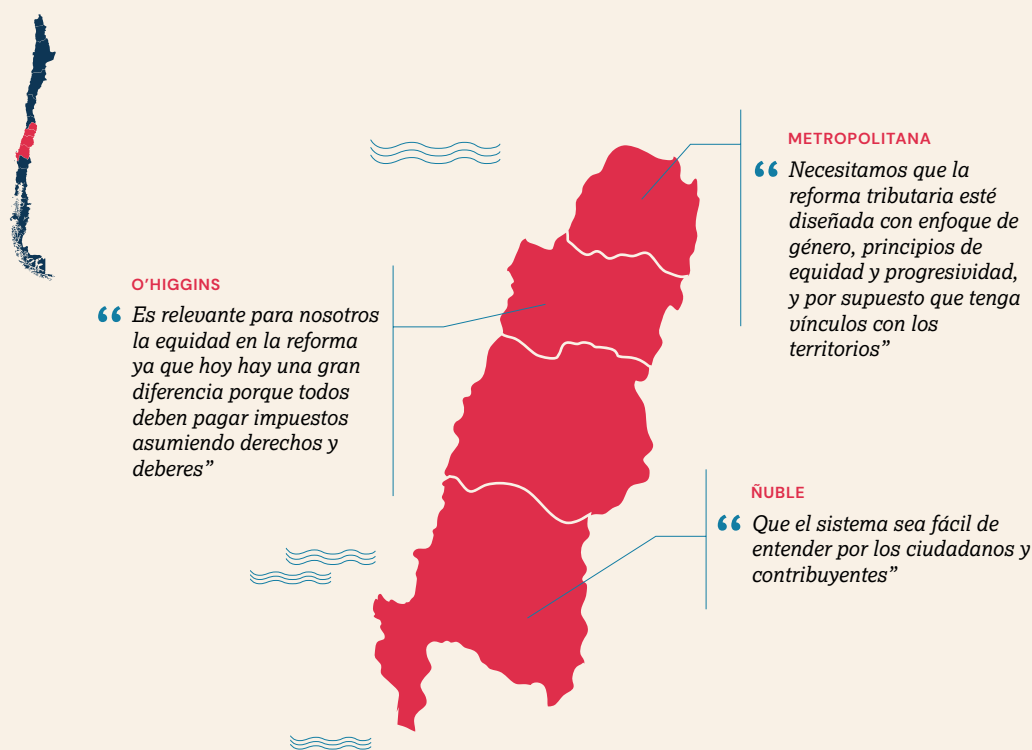 METROPOLITANA
“ Necesitamos que la
reforma tributaria esté
diseñada con enfoque de
género, principios de
equidad y progresividad,
y por supuesto que tenga
vínculos con los
territorios”
O’HIGGINS
“ Es relevante para nosotros
la equidad en la reforma
ya que hoy hay una gran
diferencia porque todos
deben pagar impuestos
asumiendo derechos y
deberes”
ÑUBLE
“ Que el sistema sea fácil de
entender por los ciudadanos y
contribuyentes”